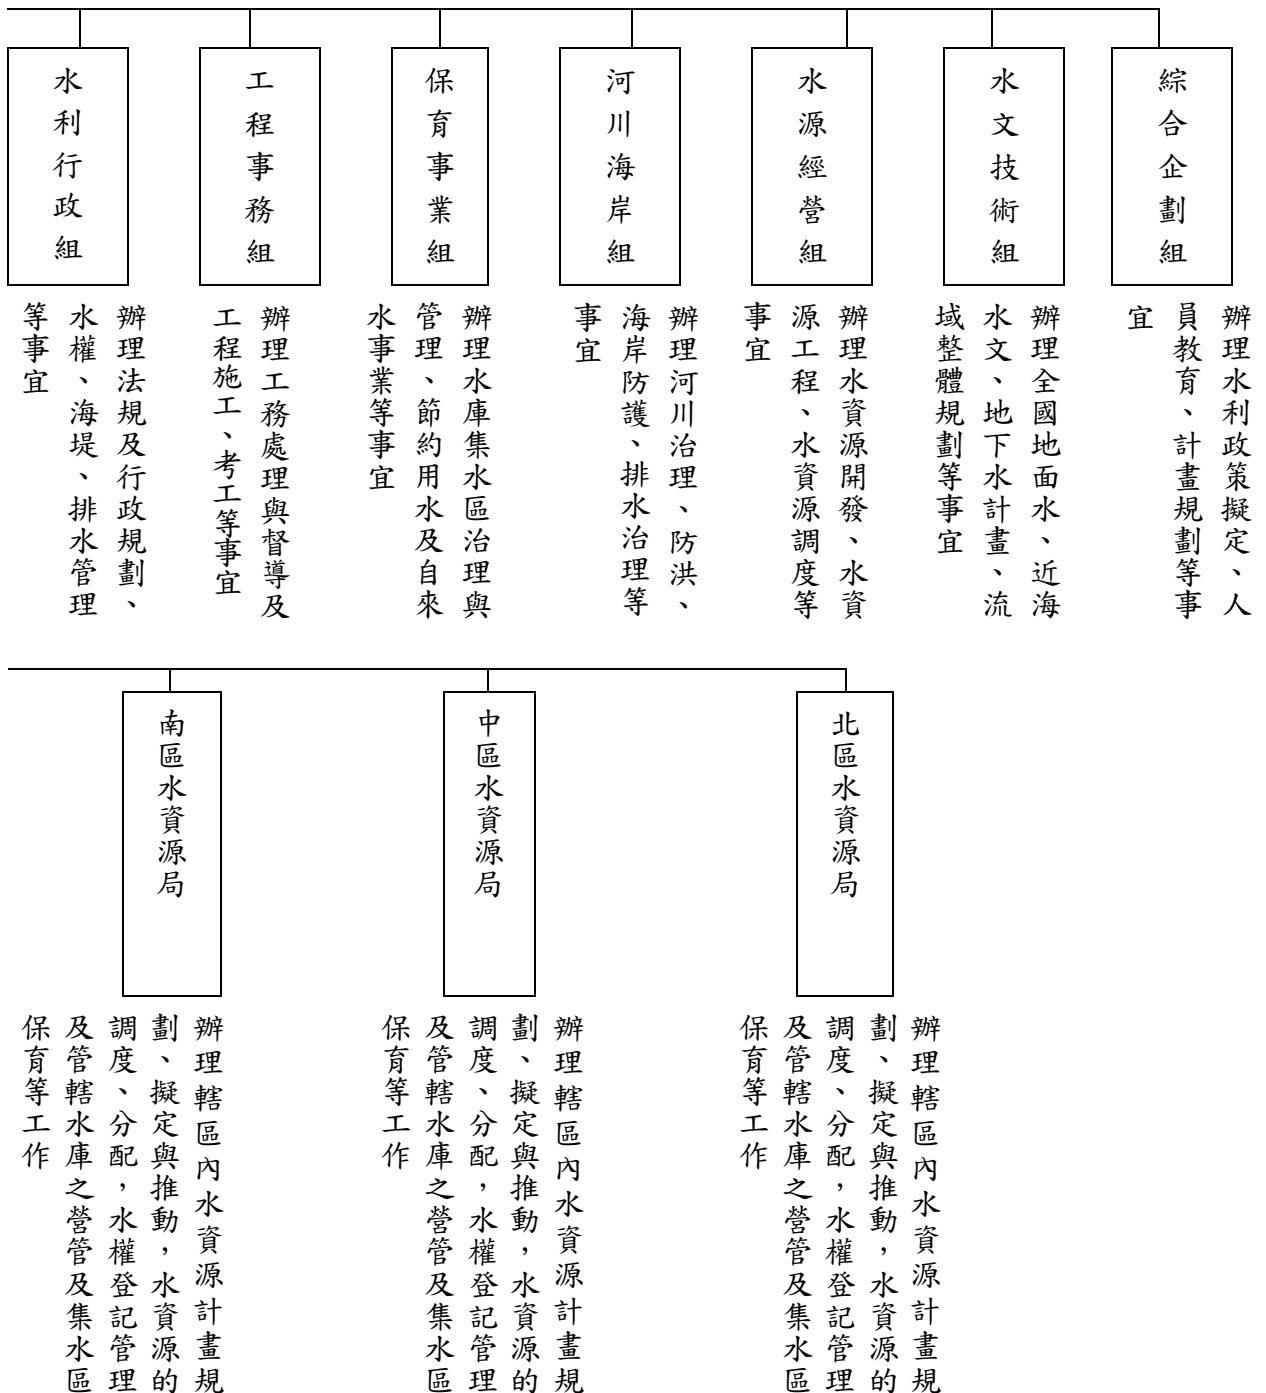 綜合企劃組
辦理水利政策擬定、人
員教育、計畫規劃等事
宜
水文技術組
辦理全國地面水、近海
水文、地下水計畫、流
域整體規劃等事宜
水源經營組
辦理水資源開發、水資
源工程、水資源調度等
事宜
河川海岸組
辦理河川治理、防洪、
海岸防護、排水治理等
事宜
保育事業組
辦理水庫集水區治理與
管理、節約用水及自來
水事業等事宜
工程事務組
辦理工務處理與督導及
工程施工、考工等事宜
水利行政組
辦理法規及行政規劃、
水權、海堤、排水管理
等事宜
北區水資源局
辦理轄區內水資源計畫規
劃、擬定與推動，水資源的
調度、分配，水權登記管理
及管轄水庫之營管及集水區
保育等工作
中區水資源局
辦理轄區內水資源計畫規
劃、擬定與推動，水資源的
調度、分配，水權登記管理
及管轄水庫之營管及集水區
保育等工作
南區水資源局
辦理轄區內水資源計畫規
劃、擬定與推動，水資源的
調度、分配，水權登記管理
及管轄水庫之營管及集水區
保育等工作